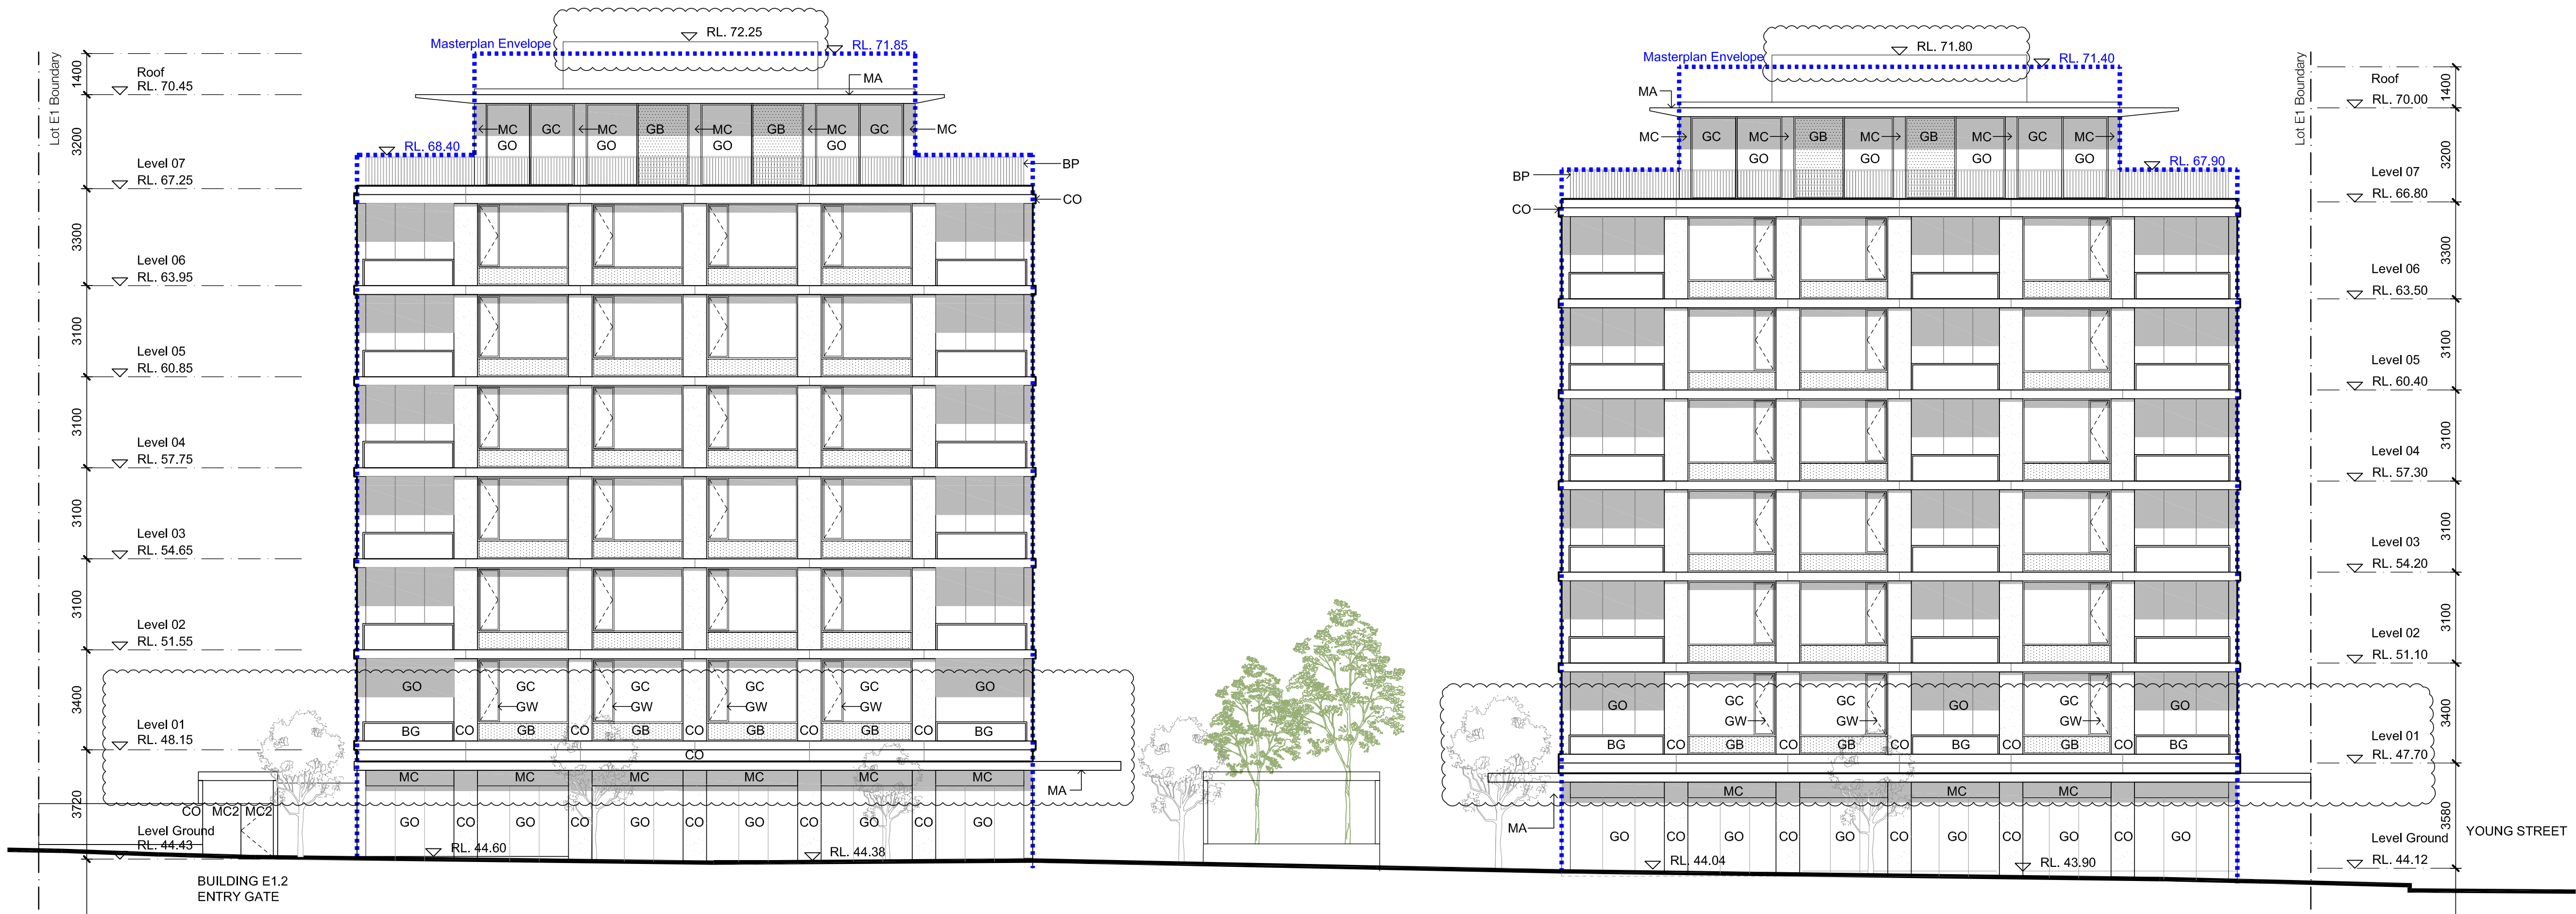 RL. 72.25
Masterplan Envelope
RL. 71.85
Lot E1 Boundary
1400
3200
3300
3100
3100
3100
3100
3400
3720
Roof
RL. 70.45
Level 07
RL. 67.25
Level 06
RL. 63.95
Level 05
RL. 60.85
Level 04
RL. 57.75
Level 03
RL. 54.65
Level 02
RL. 51.55
Level 01
RL. 48.15
Level Ground
RL. 44.43
MA
MC GC MC GB MC GB MC GC MC
GO GO GO GO
RL. 68.40
BP
CO
GO GC GC GC GC GO
GW GW GW GW
BG CO GB CO GB CO GB CO GB CO BG
CO
MC MC MC MC MC MC
MA
CO MC2 MC2
GO CO GO CO GO CO GO CO GO CO GO
RL. 44.60
RL. 44.38
BUILDING E1.2
ENTRY GATE
RL. 71.80
Masterplan Envelope
RL. 71.40
MA
MC GC MC GB MC GB MC GC MC
GO GO GO GO
RL. 67.90
BP
CO
GO GC GC GO GC GO
GW GW GW
BG CO GB CO GB CO BG CO GB CO BG
MC MC MC
MA
GO CO GO CO GO CO GO CO GO CO GO
RL. 44.04
RL. 43.90
Lot E1 Boundary
Roof
RL. 70.00
Level 07
RL. 66.80
Level 06
RL. 63.50
Level 05
RL. 60.40
Level 04
RL. 57.30
Level 03
RL. 54.20
Level 02
RL. 51.10
Level 01
RL. 47.70
Level Ground
RL. 44.12
1400
3200
3300
3100
3100
3100
3100
3400
3580
YOUNG STREET